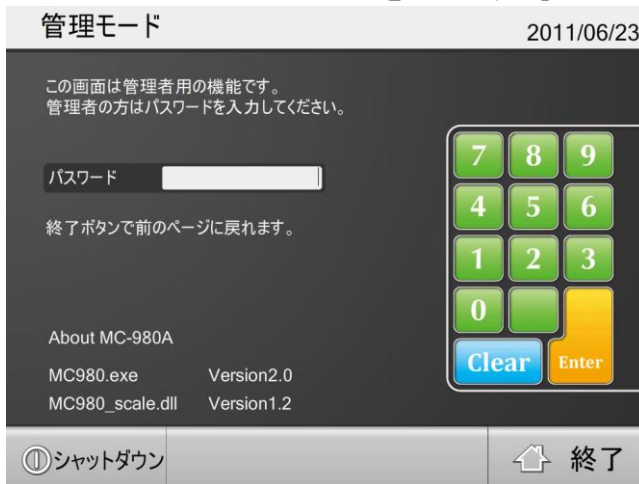 管理モード
2011/06/23
この画面は管理者用の機能です。
管理者の方はパスワードを入力してください。
パスワード
終了ボタンで前のページに戻れます。
7 8 9
4 5 6
1 2 3
0
Clear Enter
About MC-980A
MC980.exe Version2.0
MC980_scale.dll Version1.2
シャットダウン
終了